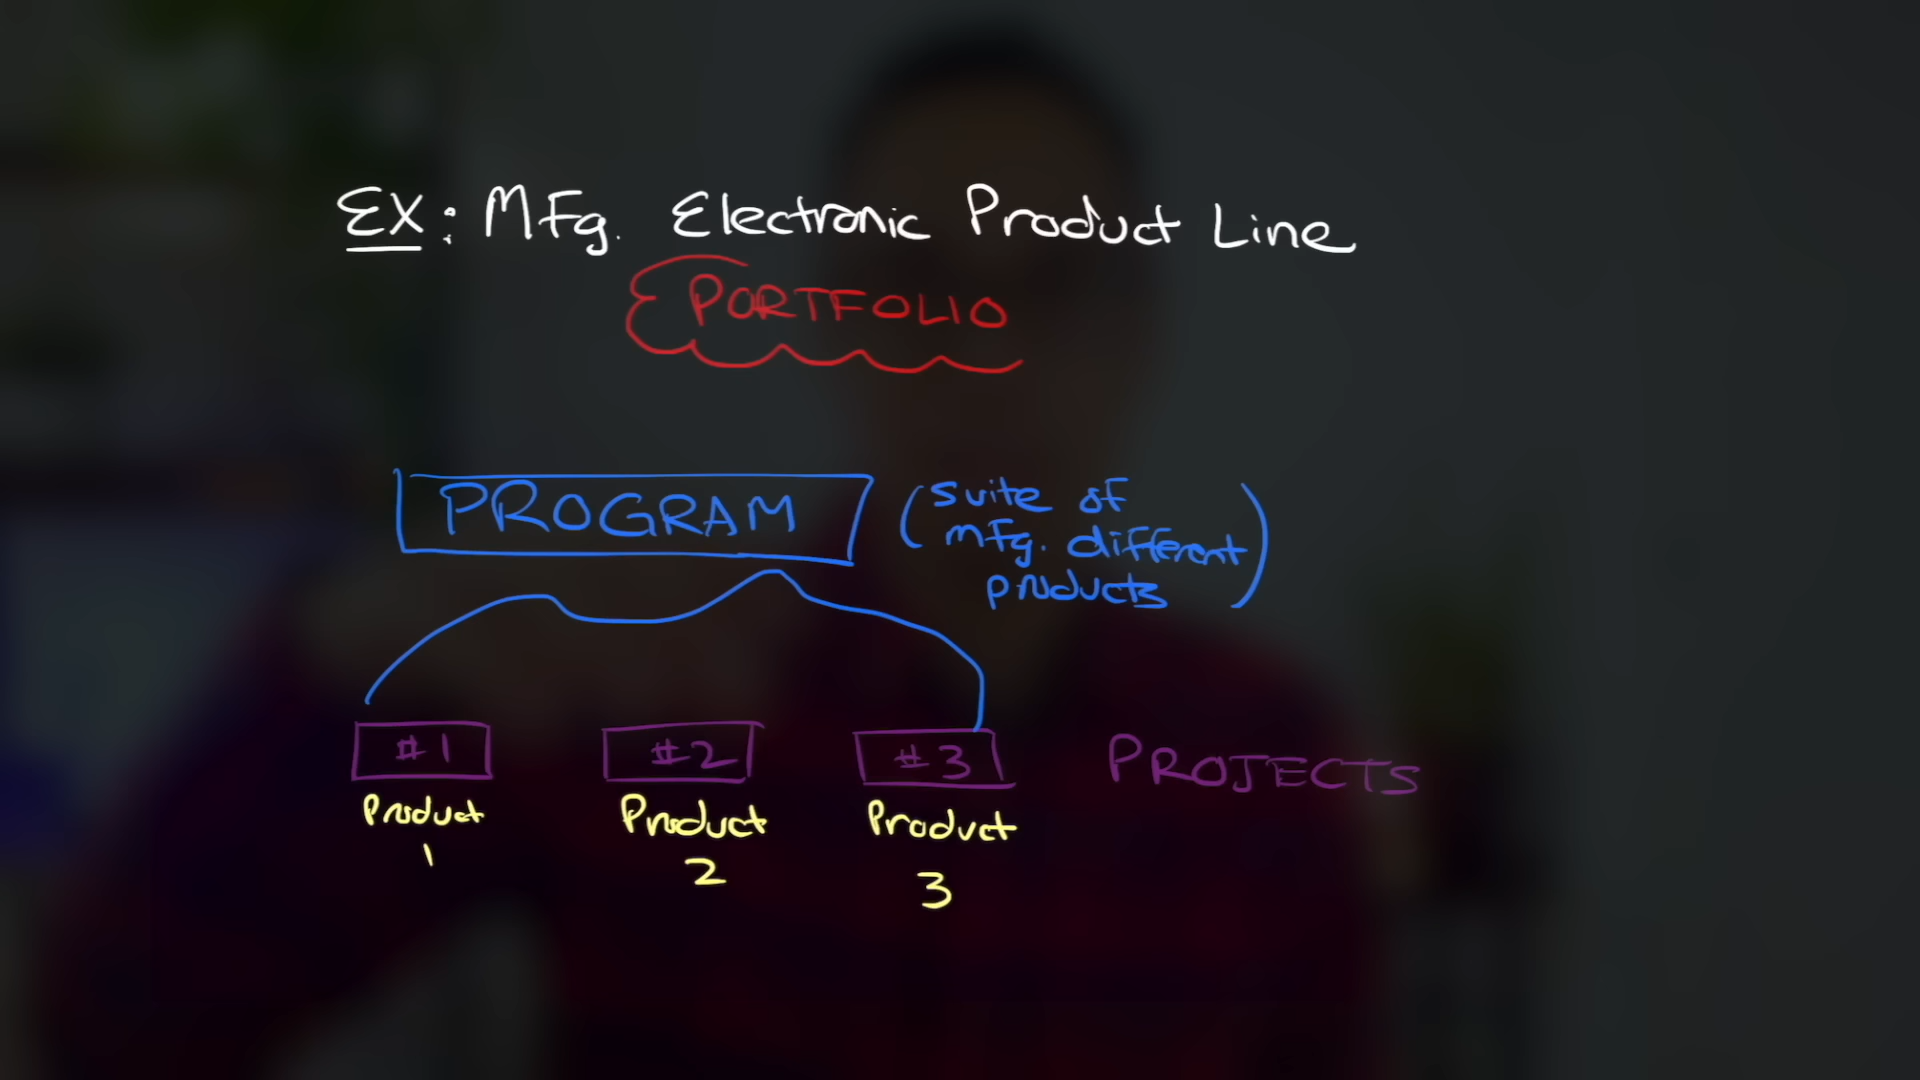 EX: MFg. Electronic Product Line
PORTFOLIO
PROGRAM
(suite of
mfg. different
products)
#1 #2 #3 PROJECTS
Product Product Product
1 2 3